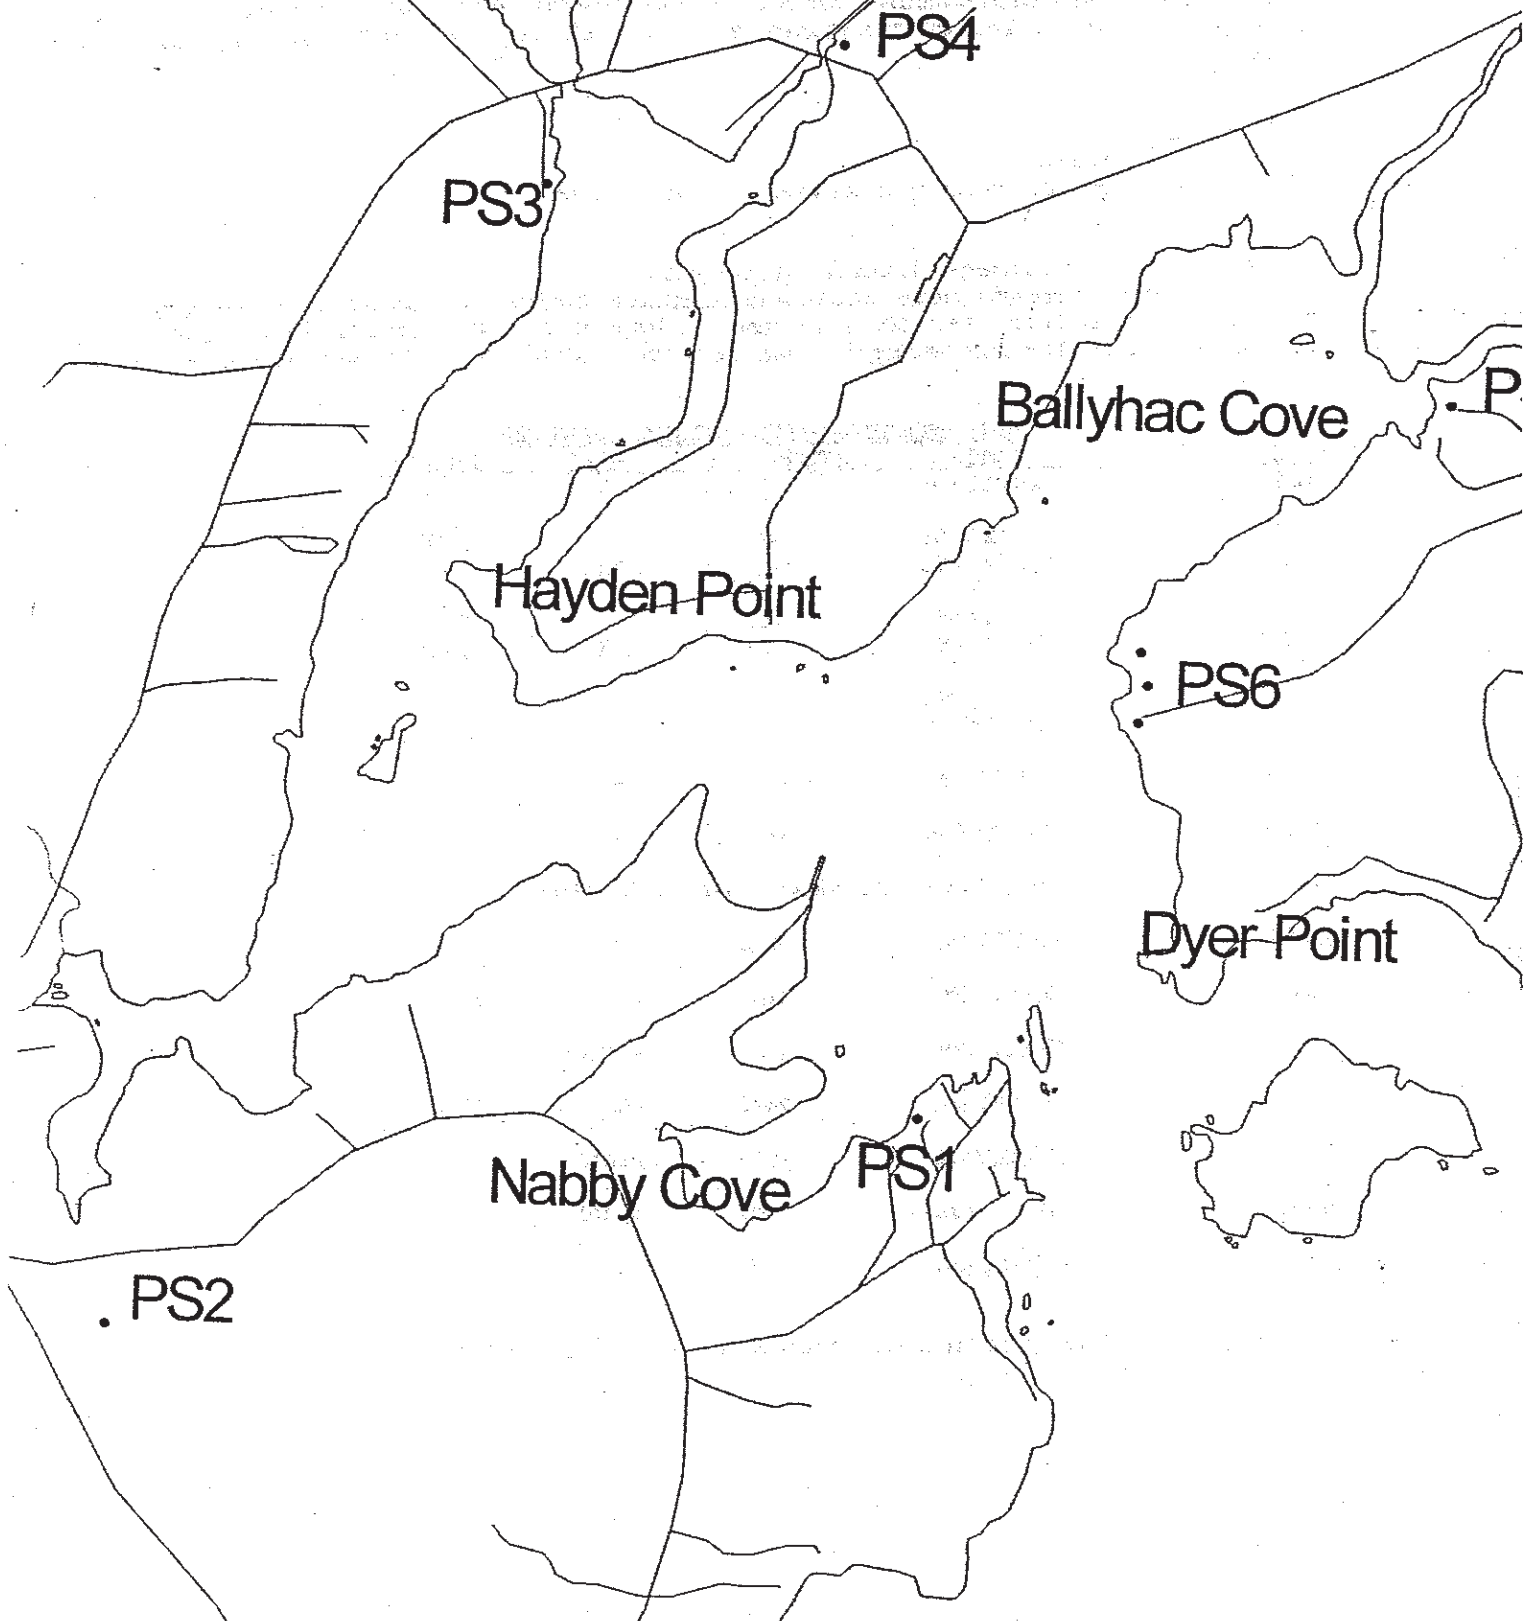 PS4
PS3
Ballyhac Cove
P
Hayden Point
PS6
Dyer Point
PS1
Nabby Cove
PS2